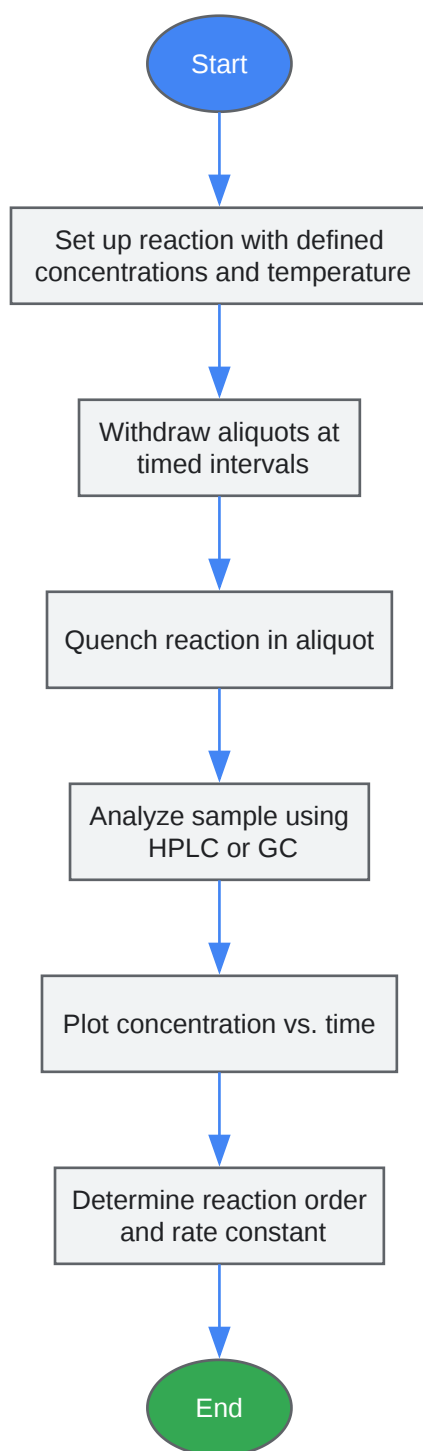 Start
Set up reaction with defined
concentrations and temperature
Withdraw aliquots at
timed intervals
Quench reaction in aliquot
Analyze sample using
HPLC or GC
Plot concentration vs. time
Determine reaction order
and rate constant
End